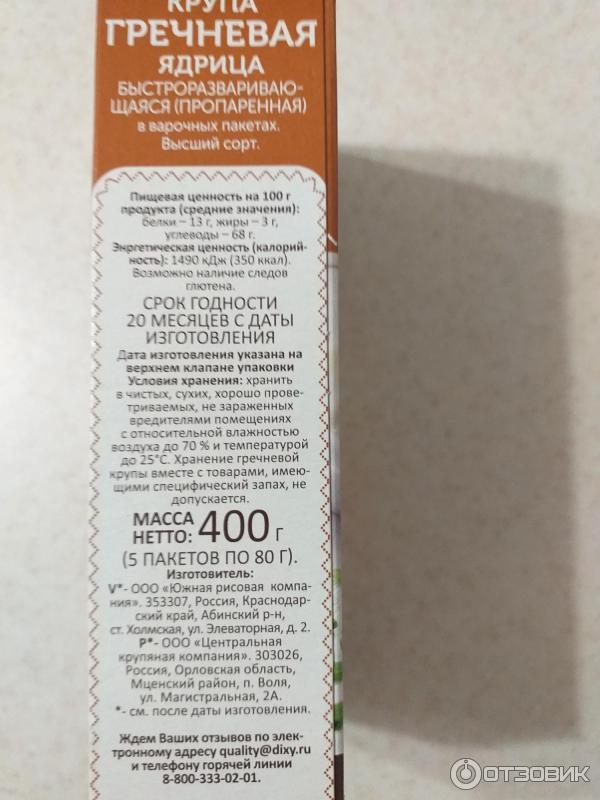 КРУПА
ГРЕЧНЕВАЯ
ЯДРИЦА
БЫСТРОРАЗВАРИВАЮ-
ЩАЯСЯ (ПРОПАРЕННАЯ)
в варочных пакетах.
Высший сорт.
Пищевая ценность на 100 г
продукта (средние значения):
белки – 13 г, жиры – 3 г,
углеводы – 68 г.
Энргетическая ценность (калорий-
ность): 1490 кДж (350 ккал).
Возможно наличие следов
глютена.
СРОК ГОДНОСТИ
20 МЕСЯЦЕВ С ДАТЫ
ИЗГОТОВЛЕНИЯ
Дата изготовления указана на
верхнем клапане упаковки
Условия хранения: хранить
в чистых, сухих, хорошо прове-
триваемых, не зараженных
вредителями помещениях
с относительной влажностью
воздуха до 70 % и температурой
до 25°С. Хранение гречневой
крупы вместе с товарами, имею-
щими специфический запах, не
допускается.
МАССА
НЕТТО: 400 г
(5 ПАКЕТОВ ПО 80 Г).
Изготовитель:
V*- ООО «Южная рисовая компа-
ния». 353307, Россия, Краснодар-
ский край, Абинский р-н,
ст. Холмская, ул. Элеваторная, д. 2.
P*- ООО «Центральная
крупяная компания». 303026,
Россия, Орловская область,
Мценский район, п. Воля,
ул. Магистральная, 2А.
*- см. после даты изготовления.
Ждем Ваших отзывов по элек-
тронному адресу quality@dixy.ru
и телефону горячей линии
8-800-333-02-01.
ОТЗОВИК